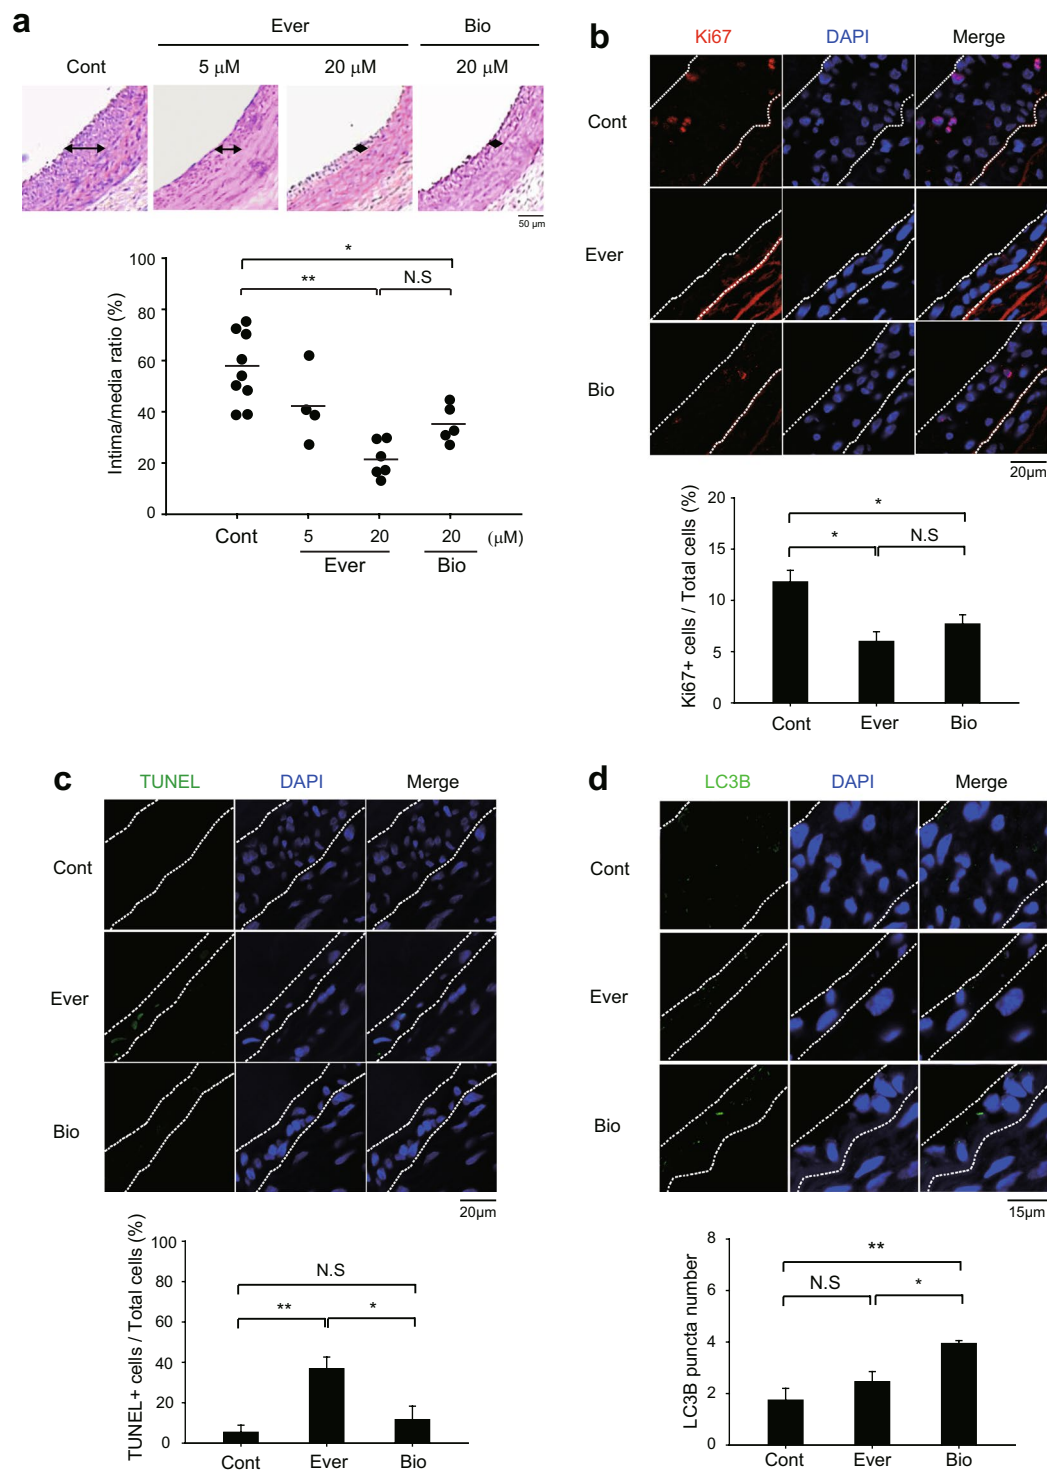 a
Ever
Bio
Cont
5 μM
20 μM
20 μM
50 μm
Intima/media ratio (%)
100
80
60
40
20
0
*
**
N.S
Cont
5
20
20
(μM)
Ever
Bio
b
Ki67
DAPI
Merge
Cont
Ever
Bio
20μm
Ki67+ cells / Total cells (%)
20
15
10
5
0
*
*
N.S
Cont
Ever
Bio
c
TUNEL
DAPI
Merge
Cont
Ever
Bio
20μm
TUNEL+ cells / Total cells (%)
100
80
60
40
20
0
N.S
**
*
Cont
Ever
Bio
d
LC3B
DAPI
Merge
Cont
Ever
Bio
15μm
LC3B puncta number
8
6
4
2
0
**
N.S
*
Cont
Ever
Bio